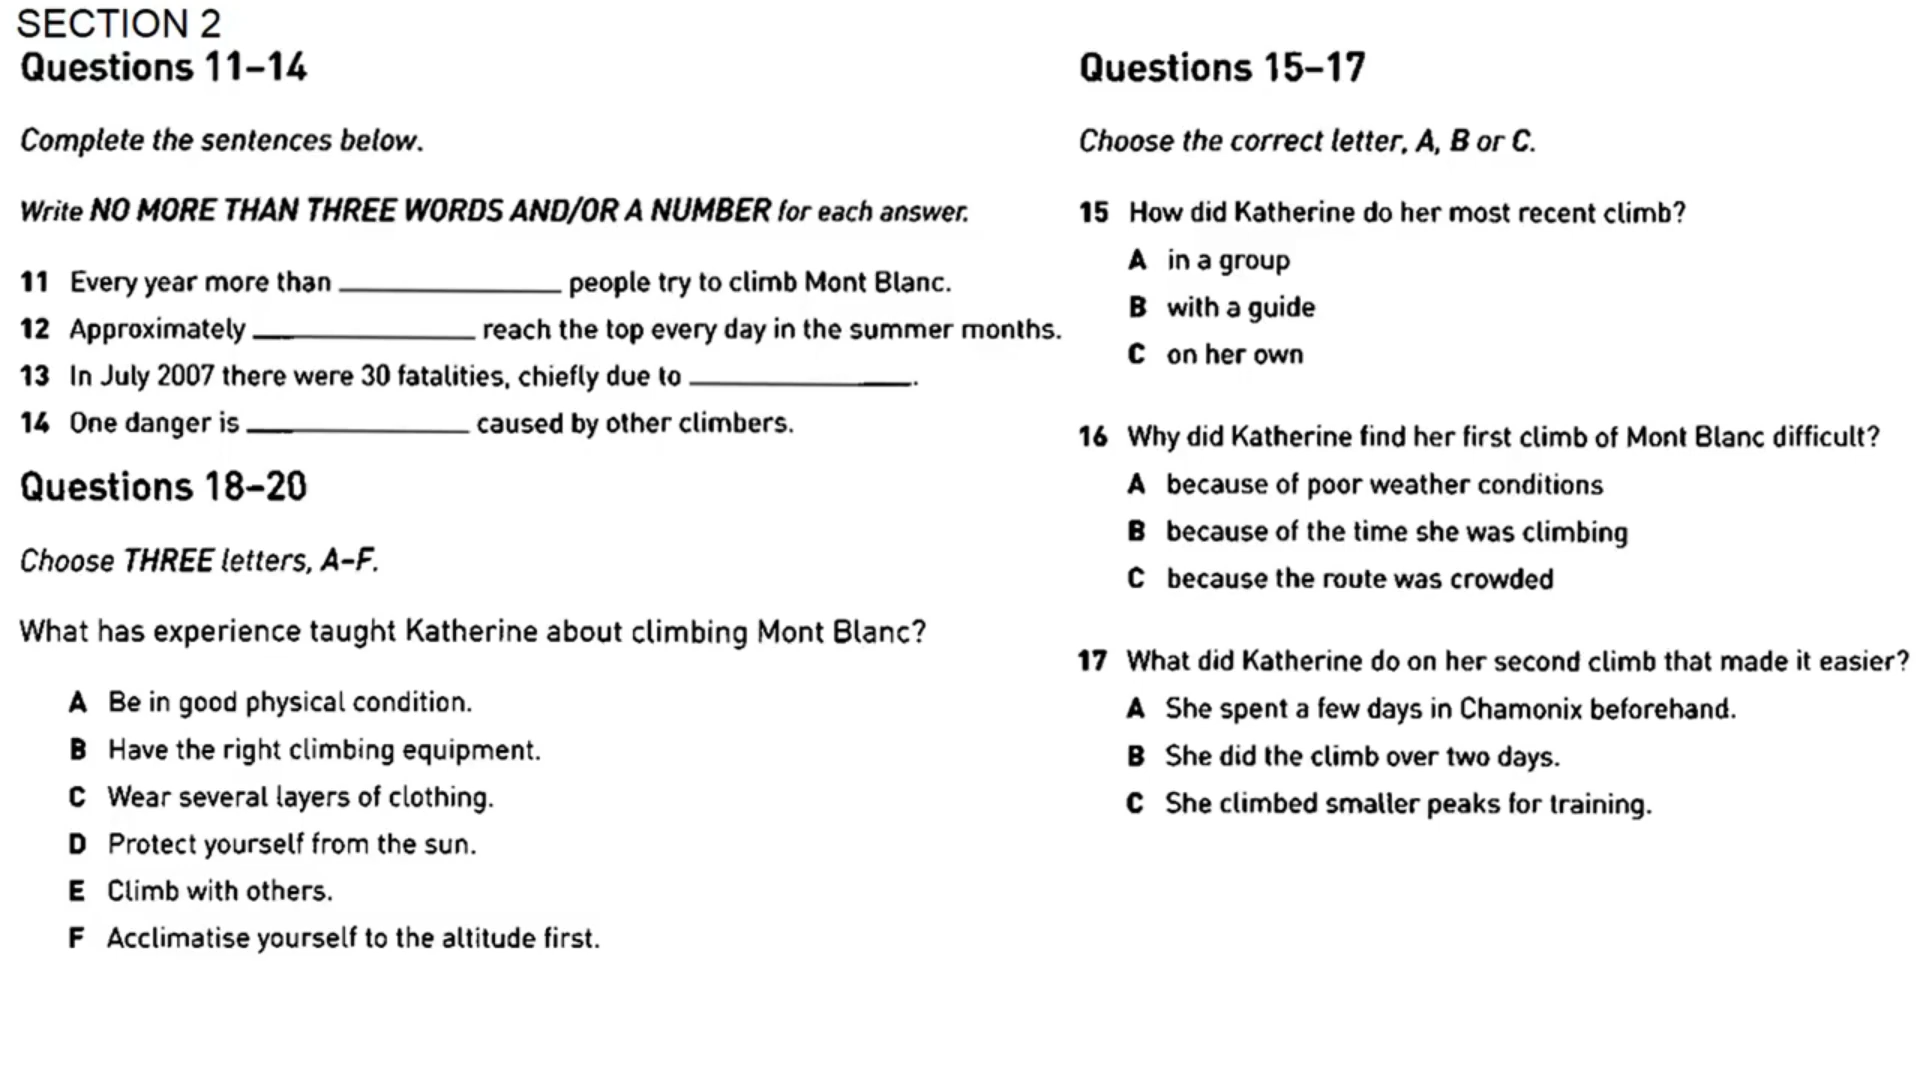 SECTION 2
Questions 11–14
Complete the sentences below.
Write NO MORE THAN THREE WORDS AND/OR A NUMBER for each answer.
11 Every year more than ____________ people try to climb Mont Blanc.
12 Approximately ____________ reach the top every day in the summer months.
13 In July 2007 there were 30 fatalities, chiefly due to ____________.
14 One danger is ____________ caused by other climbers.
Questions 18–20
Choose THREE letters, A–F.
What has experience taught Katherine about climbing Mont Blanc?
A Be in good physical condition.
B Have the right climbing equipment.
C Wear several layers of clothing.
D Protect yourself from the sun.
E Climb with others.
F Acclimatise yourself to the altitude first.
Questions 15–17
Choose the correct letter, A, B or C.
15 How did Katherine do her most recent climb?
A in a group
B with a guide
C on her own
16 Why did Katherine find her first climb of Mont Blanc difficult?
A because of poor weather conditions
B because of the time she was climbing
C because the route was crowded
17 What did Katherine do on her second climb that made it easier?
A She spent a few days in Chamonix beforehand.
B She did the climb over two days.
C She climbed smaller peaks for training.